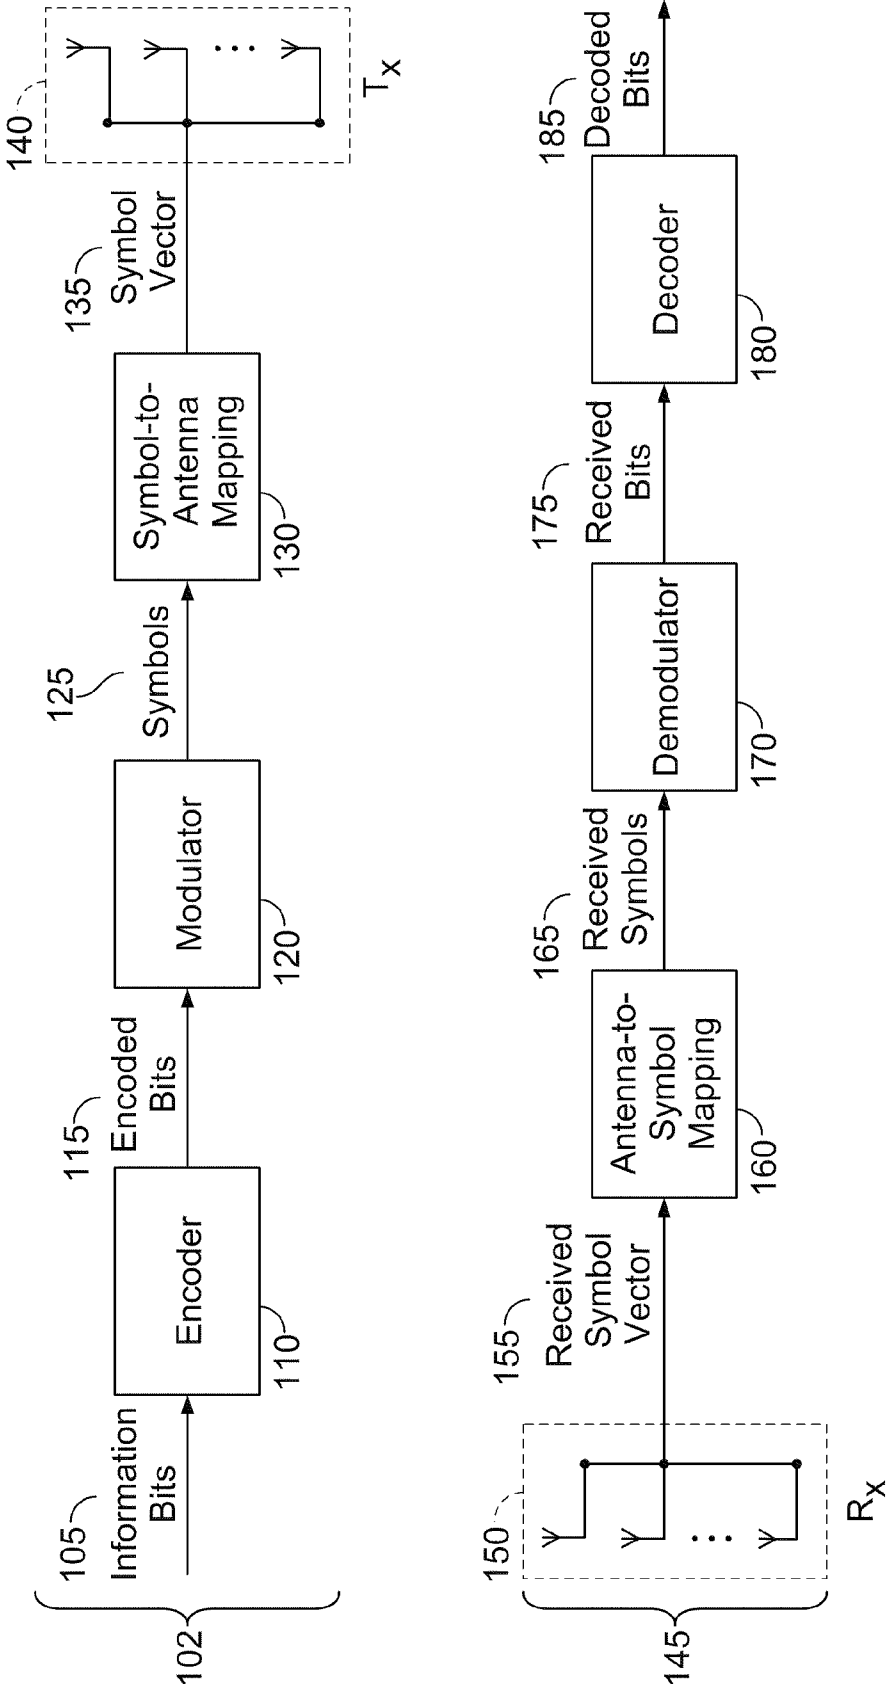 102
105
Information
Bits
Encoder
110
115
Encoded
Bits
Modulator
120
125
Symbols
Symbol-to-
Antenna
Mapping
130
135
Symbol
Vector
140
Tx
145
150
Rx
155
Received
Symbol
Vector
Antenna-to-
Symbol
Mapping
160
165
Received
Symbols
Demodulator
170
175
Received
Bits
Decoder
180
185
Decoded
Bits